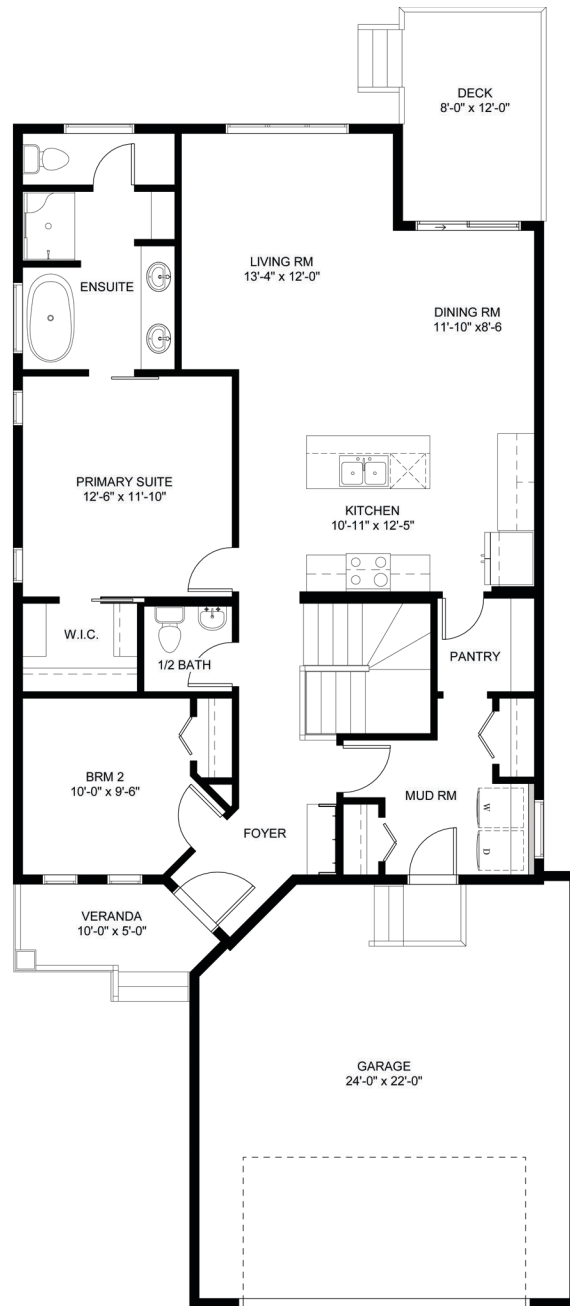 DECK
8'-0" x 12'-0"
LIVING RM
13'-4" x 12'-0"
DINING RM
11'-10" x8'-6
ENSUITE
PRIMARY SUITE
12'-6" x 11'-10"
KITCHEN
10'-11" x 12'-5"
W.I.C.
1/2 BATH
PANTRY
BRM 2
10'-0" x 9'-6"
MUD RM
W
D
FOYER
VERANDA
10'-0" x 5'-0"
GARAGE
24'-0" x 22'-0"